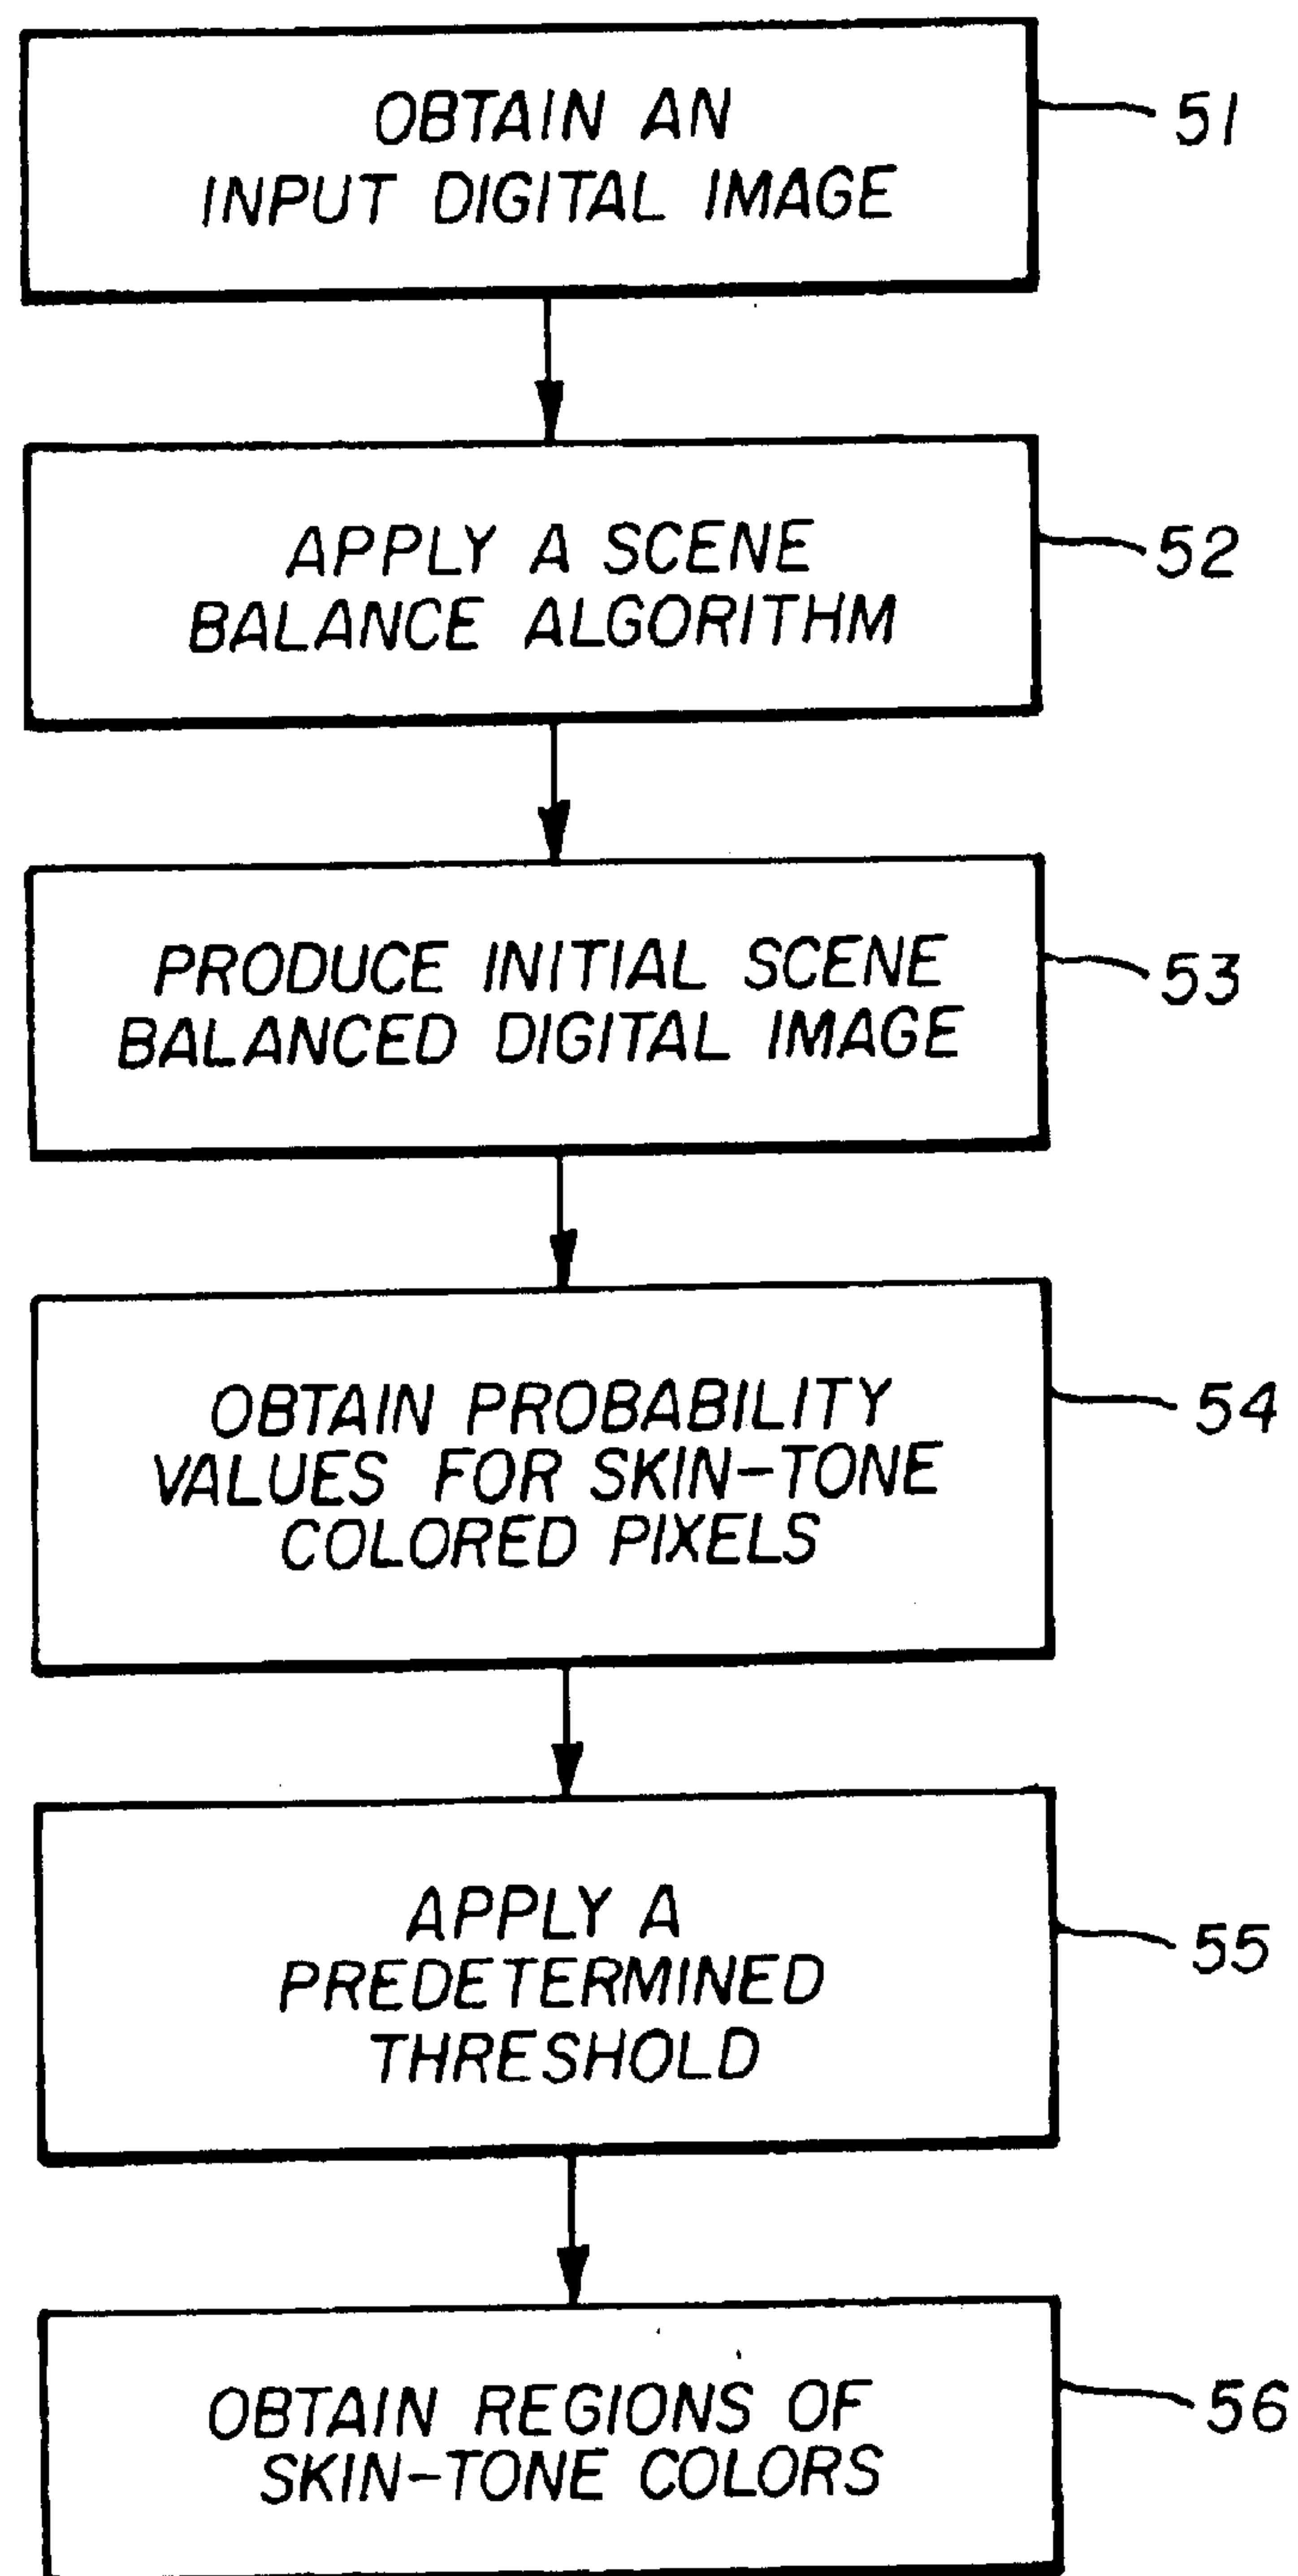 OBTAIN AN
INPUT DIGITAL IMAGE
51
APPLY A SCENE
BALANCE ALGORITHM
52
PRODUCE INITIAL SCENE
BALANCED DIGITAL IMAGE
53
OBTAIN PROBABILITY
VALUES FOR SKIN-TONE
COLORED PIXELS
54
APPLY A
PREDETERMINED
THRESHOLD
55
OBTAIN REGIONS OF
SKIN-TONE COLORS
56